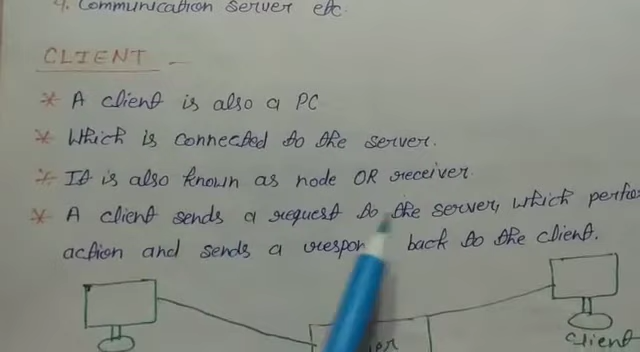 4. Communication server etc.
CLIENT -
* A client is also a PC
* Which is connected to the server.
* It is also known as node OR receiver.
* A client sends a request to the server, which
action and sends a back to the client.
client